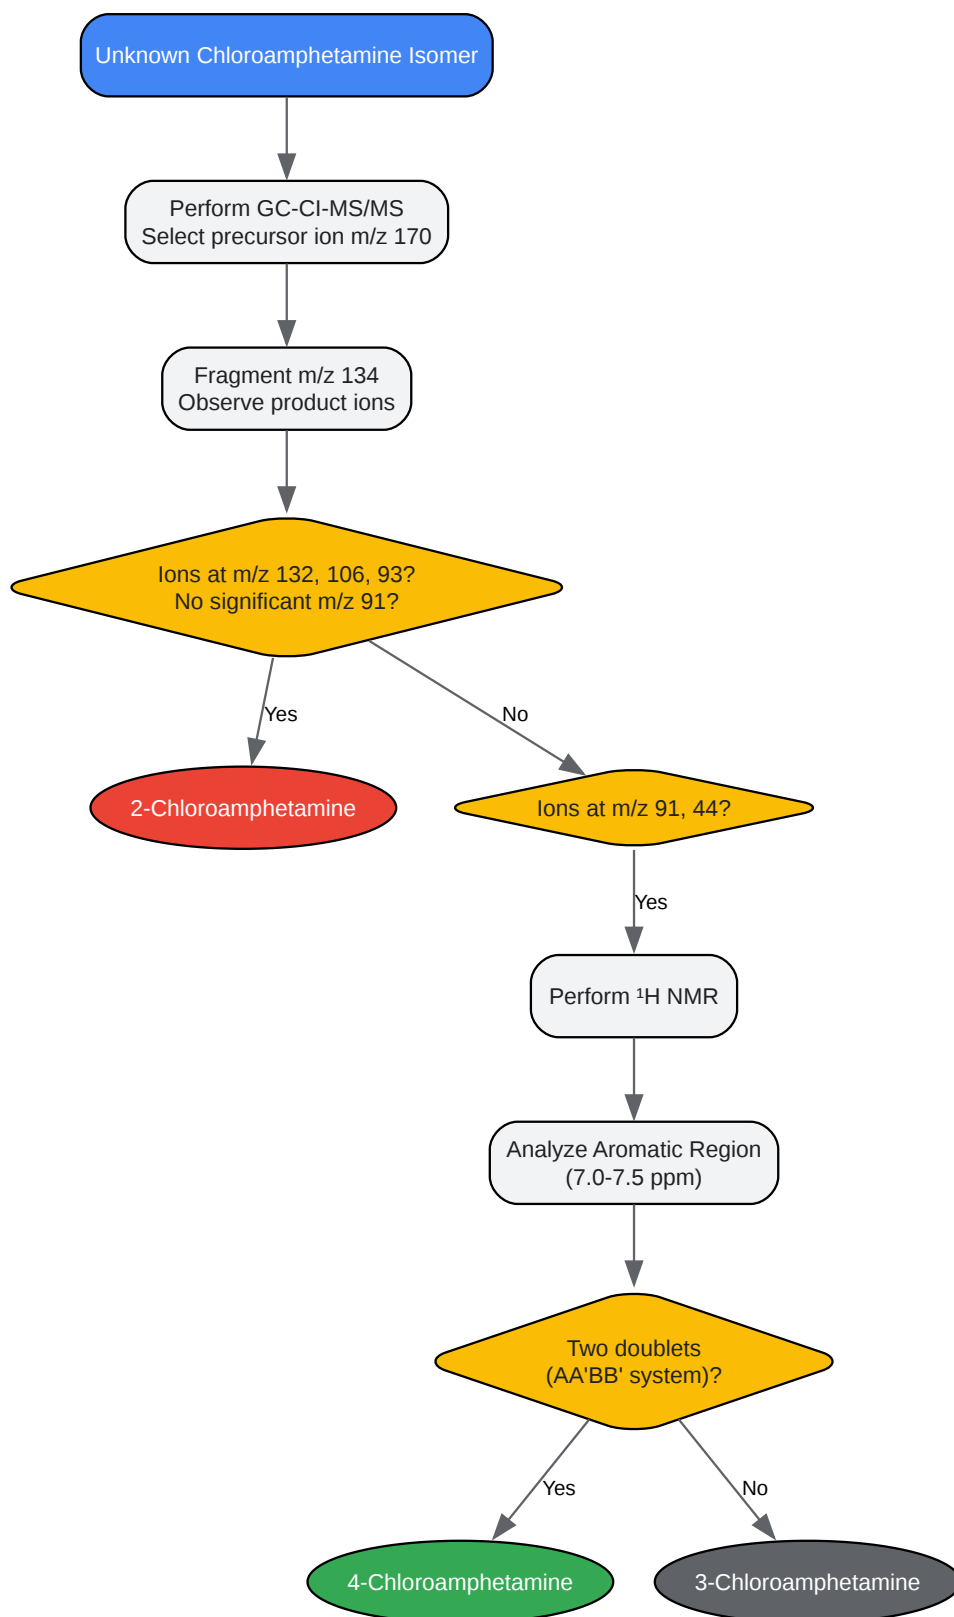 Unknown Chloroamphetamine Isomer
Perform GC-CI-MS/MS
Select precursor ion m/z 170
Fragment m/z 134
Observe product ions
Ions at m/z 132, 106, 93?
No significant m/z 91?
Yes
No
2-Chloroamphetamine
Ions at m/z 91, 44?
Yes
Perform ¹H NMR
Analyze Aromatic Region
(7.0-7.5 ppm)
Two doublets
(AA'BB' system)?
Yes
No
4-Chloroamphetamine
3-Chloroamphetamine